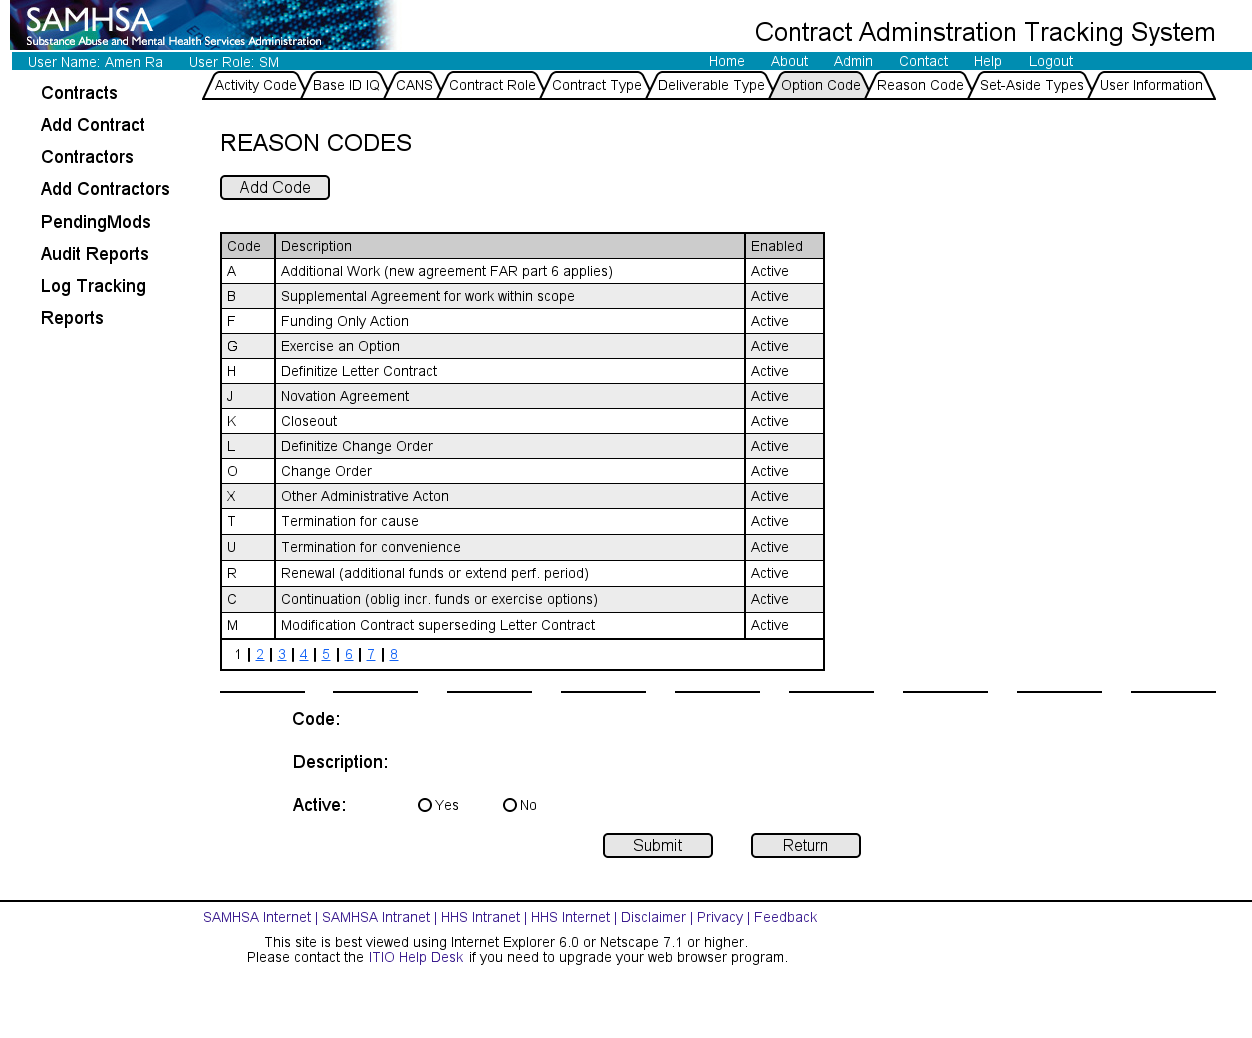 SAMHSA
Substance Abuse and Mental Health Services Administration
Contract Adminstration Tracking System
User Name: Amen Ra User Role: SM Home About Admin Contact Help Logout
Activity Code Base ID IQ CANS Contract Role Contract Type Deliverable Type Option Code Reason Code Set-Aside Types User Information
Contracts
Add Contract
Contractors
Add Contractors
PendingMods
Audit Reports
Log Tracking
Reports
REASON CODES
Add Code
Code Description Enabled
A Additional Work (new agreement FAR part 6 applies) Active
B Supplemental Agreement for work within scope Active
F Funding Only Action Active
G Exercise an Option Active
H Definitize Letter Contract Active
J Novation Agreement Active
K Closeout Active
L Definitize Change Order Active
O Change Order Active
X Other Administrative Acton Active
T Termination for cause Active
U Termination for convenience Active
R Renewal (additional funds or extend perf. period) Active
C Continuation (oblig incr. funds or exercise options) Active
M Modification Contract superseding Letter Contract Active
1 | 2 | 3 | 4 | 5 | 6 | 7 | 8
Code:
Description:
Active: Yes No
Submit Return
SAMHSA Internet | SAMHSA Intranet | HHS Intranet | HHS Internet | Disclaimer | Privacy | Feedback
This site is best viewed using Internet Explorer 6.0 or Netscape 7.1 or higher.
Please contact the ITIO Help Desk if you need to upgrade your web browser program.